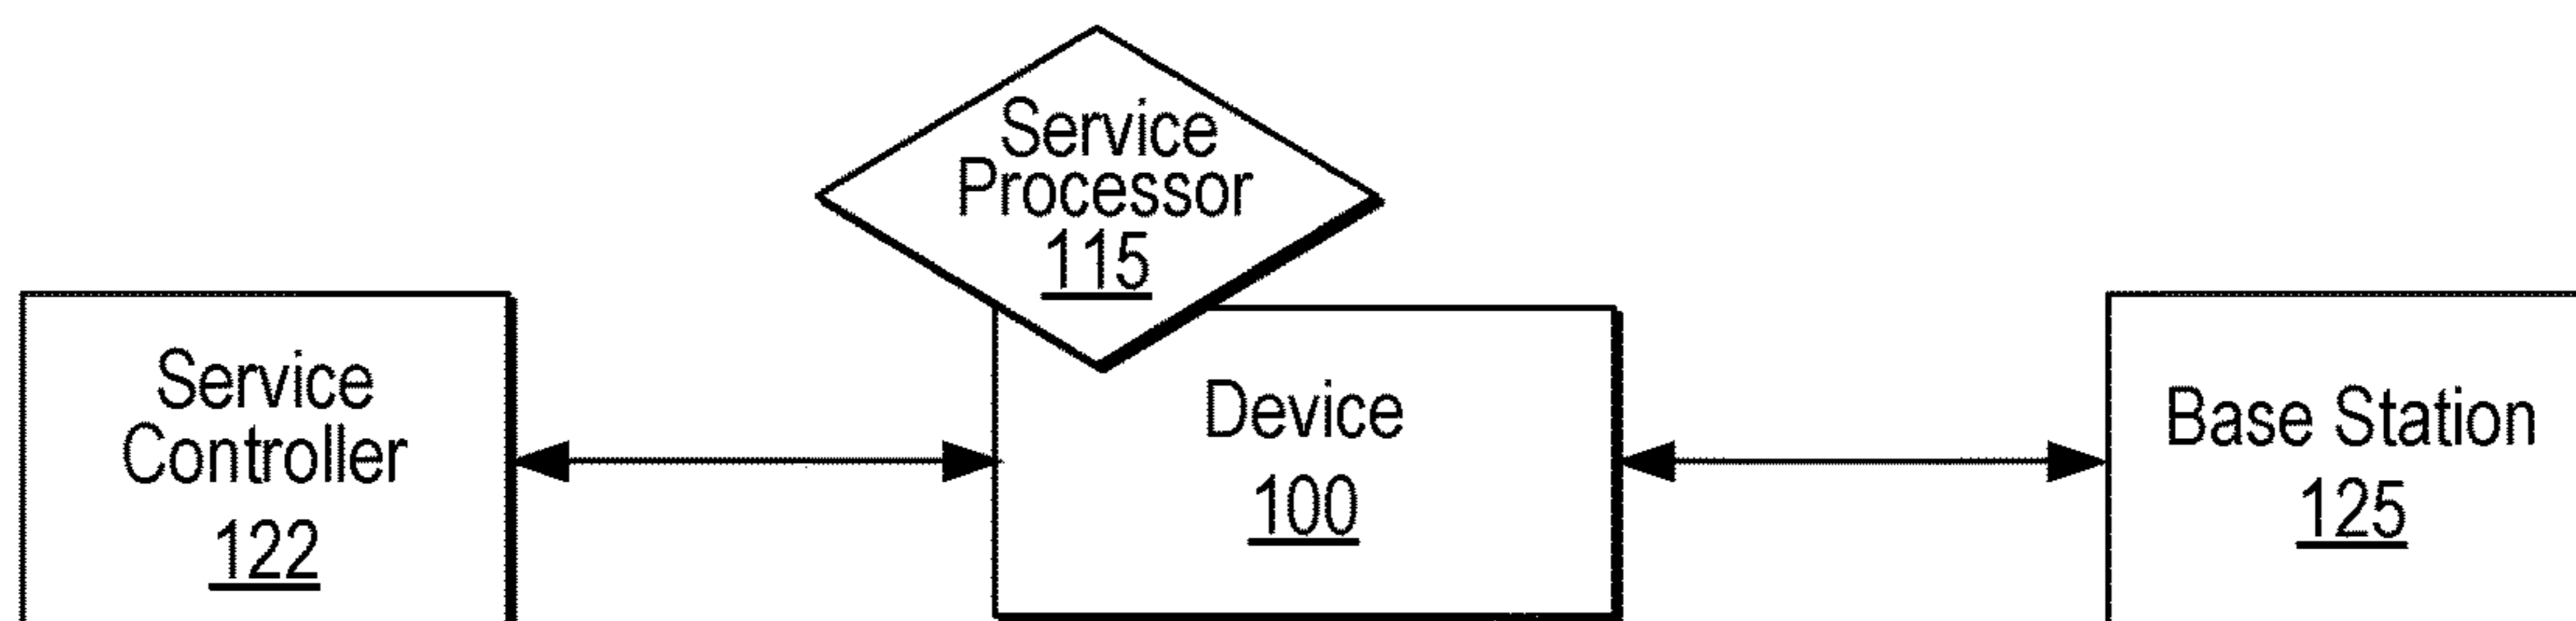 Service
Processor
115
Service
Controller
122
Device
100
Base Station
125